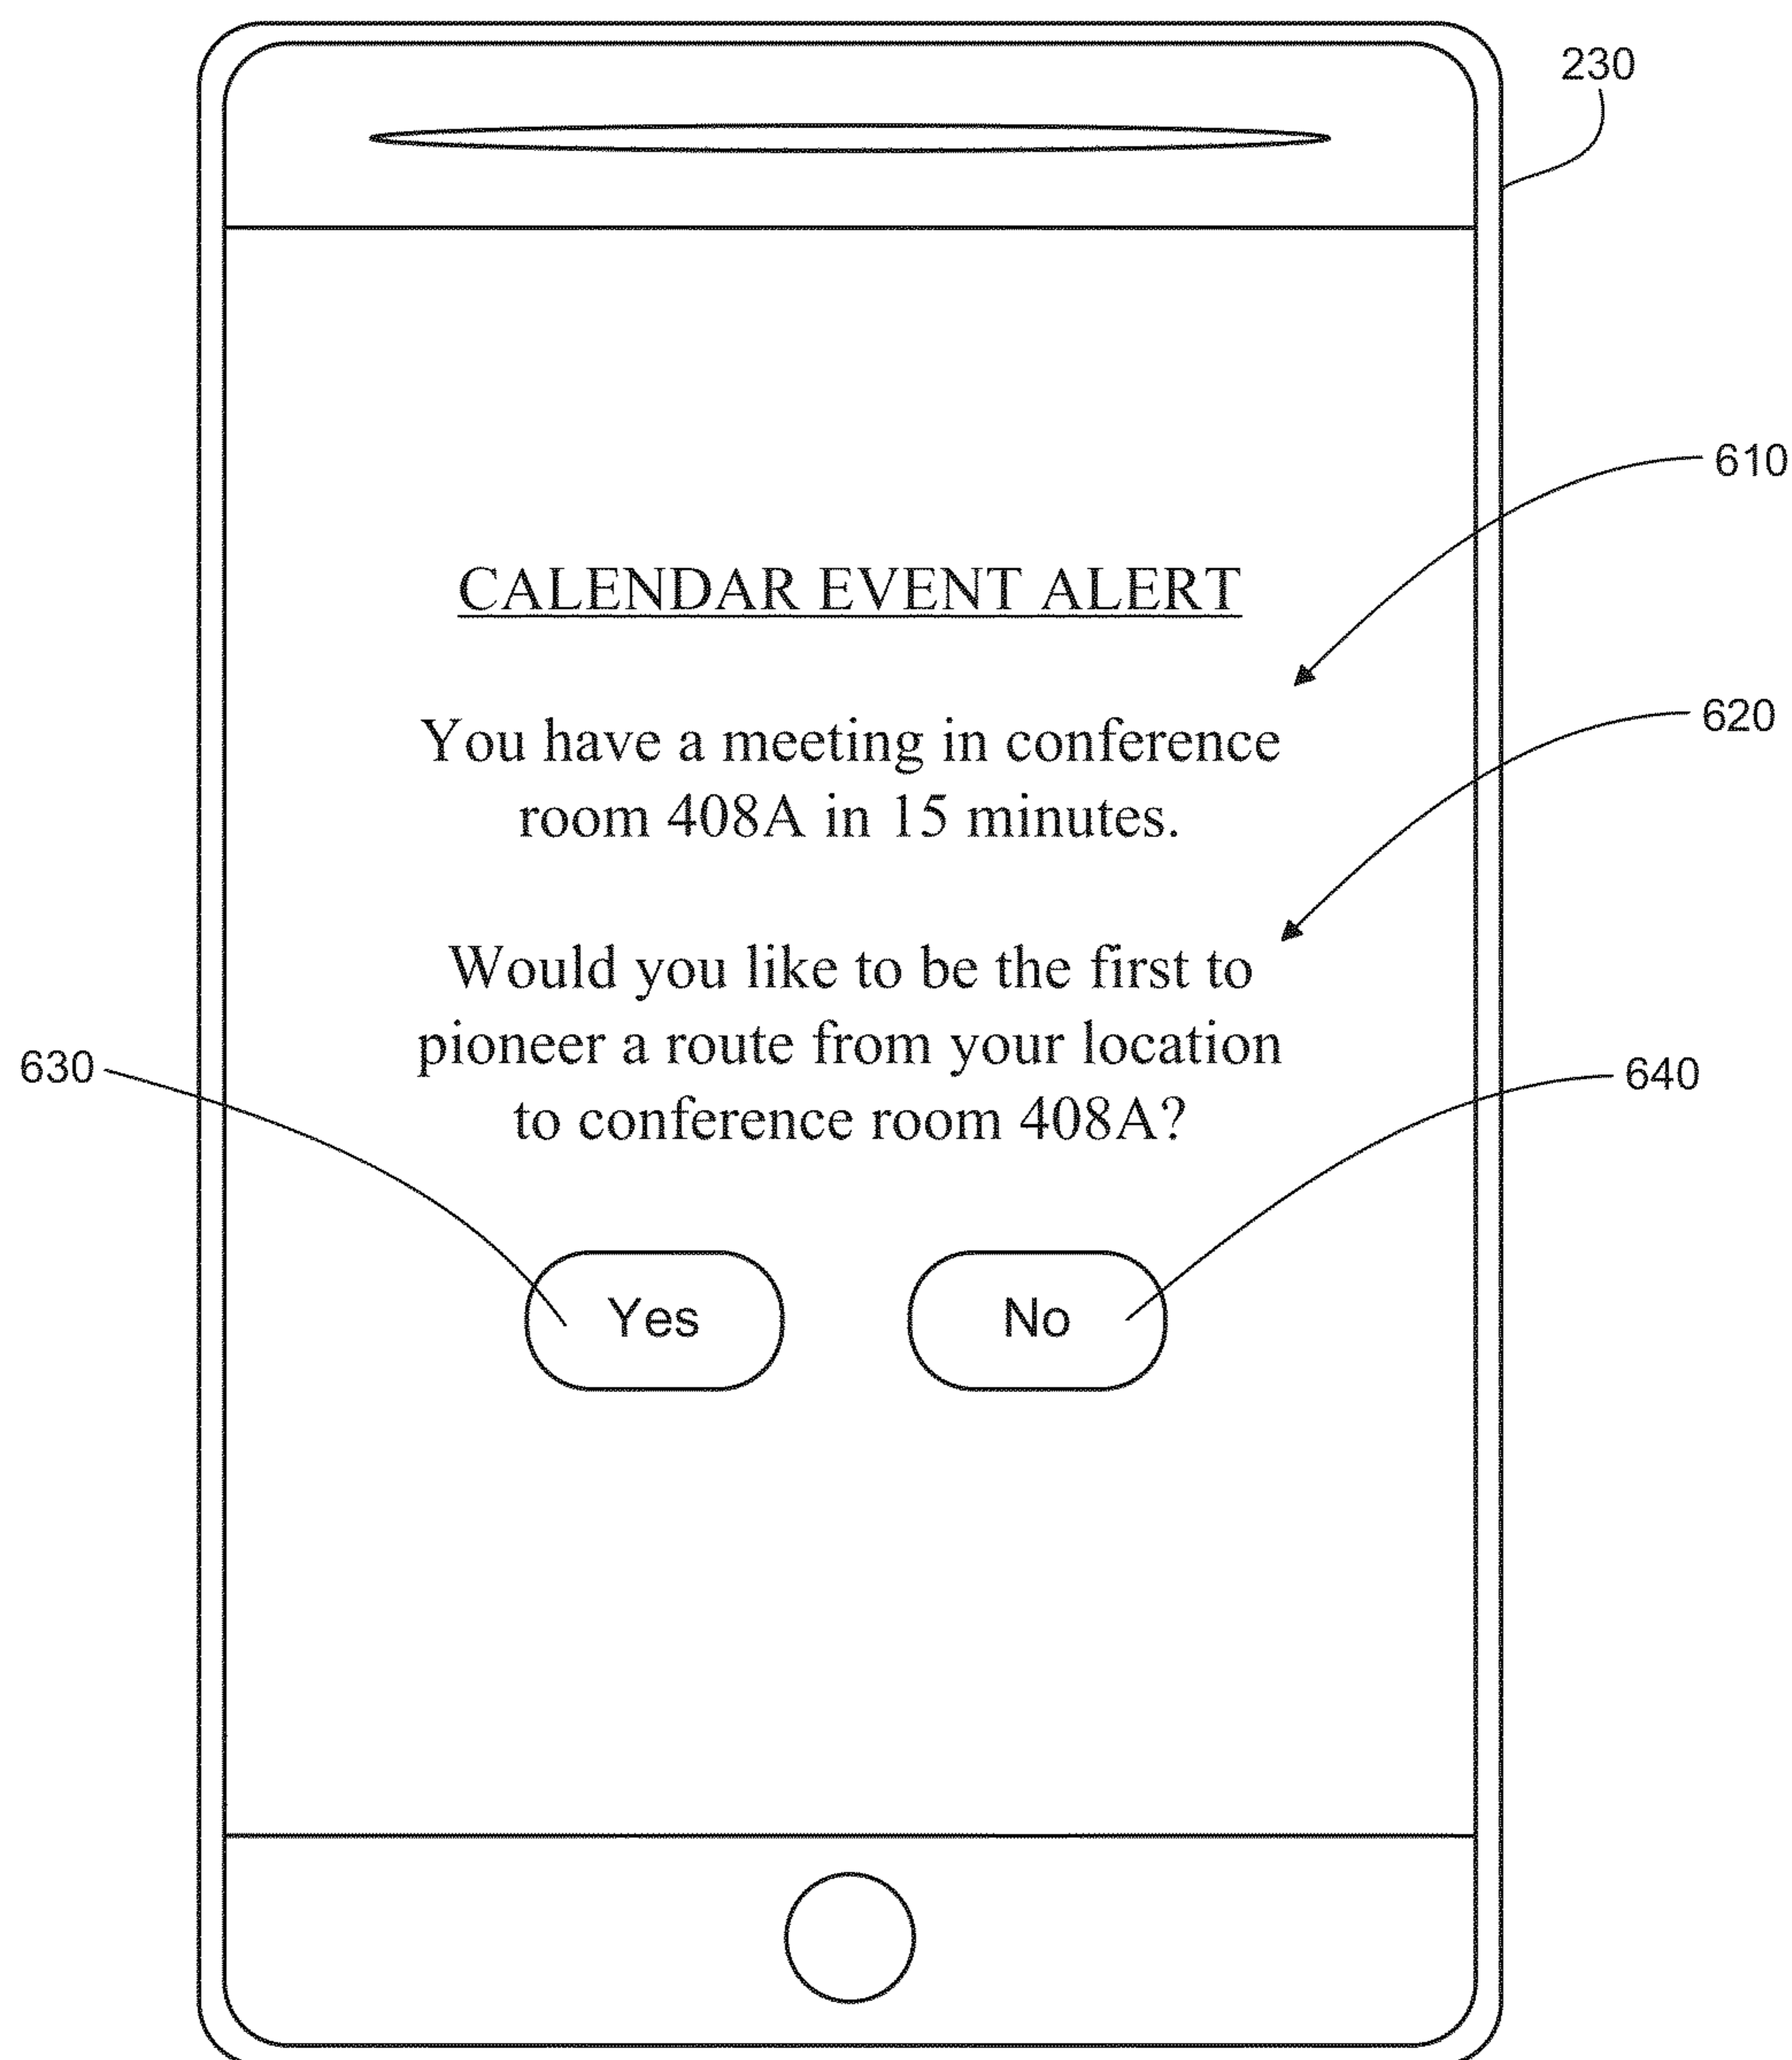 230
610
CALENDAR EVENT ALERT
You have a meeting in conference
room 408A in 15 minutes.
620
Would you like to be the first to
pioneer a route from your location
to conference room 408A?
630
640
Yes
No